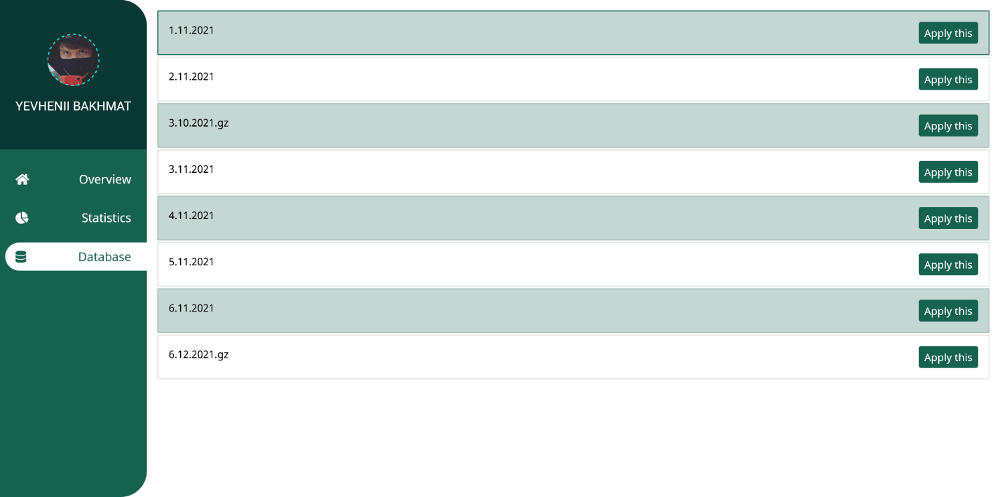 YEVHENII BAKHMAT
Overview
Statistics
Database
1.11.2021 Apply this
2.11.2021 Apply this
3.10.2021.gz Apply this
3.11.2021 Apply this
4.11.2021 Apply this
5.11.2021 Apply this
6.11.2021 Apply this
6.12.2021.gz Apply this